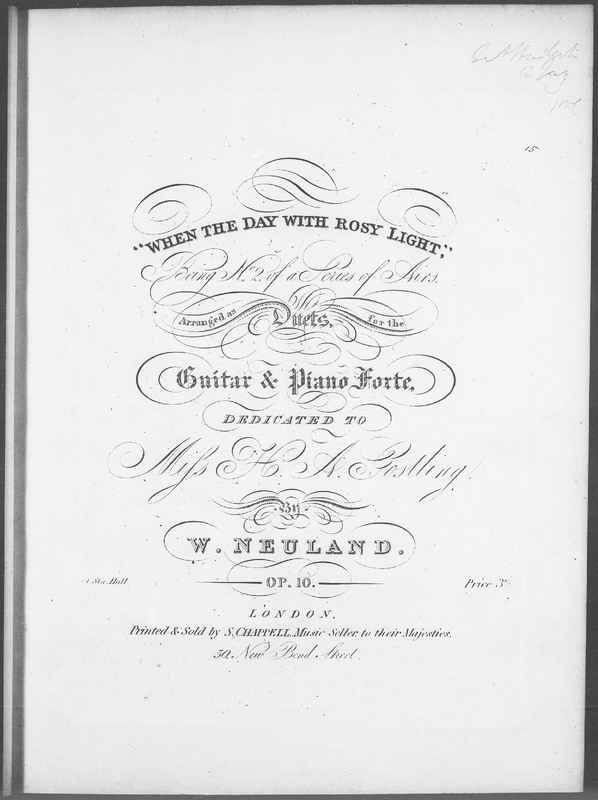 15
"WHEN THE DAY WITH ROSY LIGHT,"
Being No. 2. of a Series of Airs.
Arranged as Duets, for the
Guitar & Piano Forte,
DEDICATED TO
Miss H. A. Postling.
By
W. NEULAND.
Sta. Hall. OP. 10. Price 3/-
LONDON,
Printed & Sold by S. CHAPPELL, Music Seller to their Majesties.
50. New Bond Street.